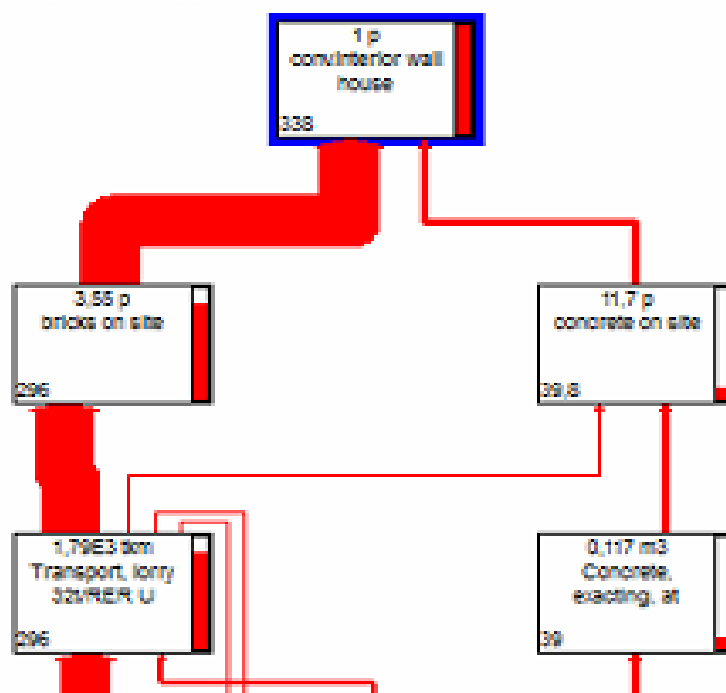 1 p
conv.interior wall
house
338
3,55 p
bricks on site
296
11,7 p
concrete on site
39,8
1,79E3 tkm
Transport, lorry
32t/RER U
296
0,117 m3
Concrete,
exacting, at
39